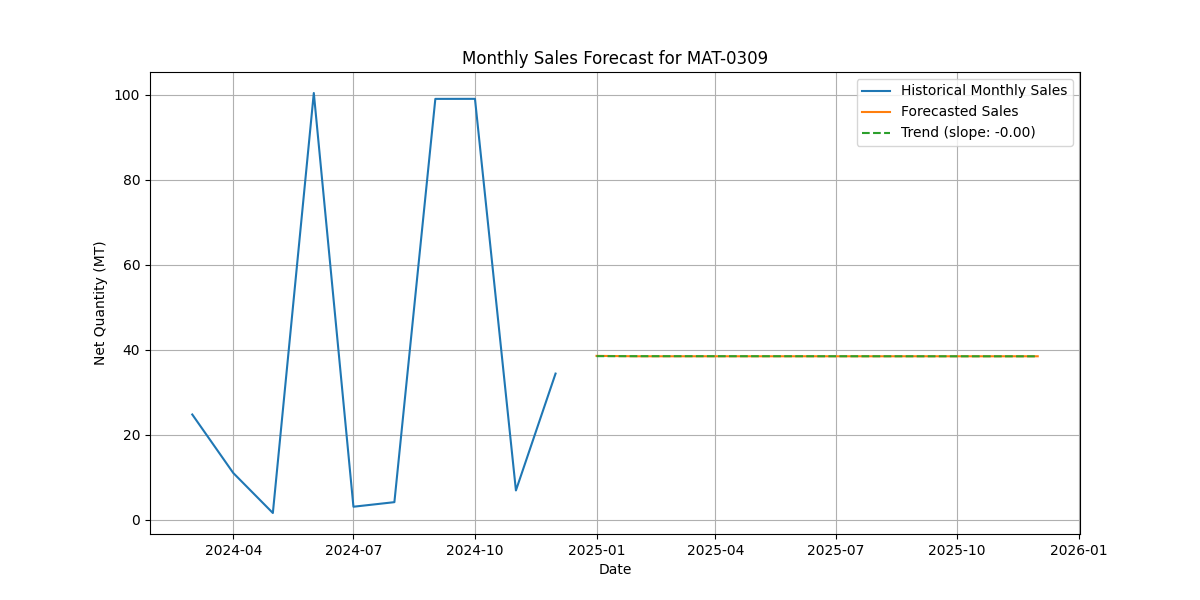 Monthly Sales Forecast for MAT-0309
Historical Monthly Sales
Forecasted Sales
Trend (slope: -0.00)
Net Quantity (MT)
100
80
60
40
20
0
2024-04 2024-07 2024-10 2025-01 2025-04 2025-07 2025-10 2026-01
Date